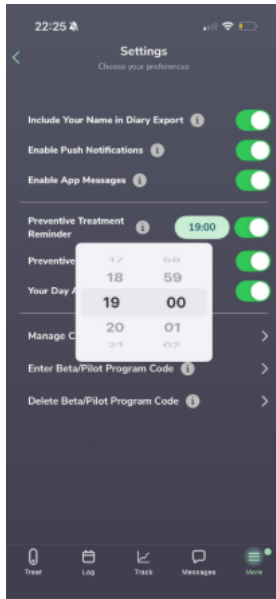 22:25
Settings
Choose your preferences
Include Your Name in Diary Export i
Enable Push Notifications i
Enable App Messages i
Preventive Treatment
Reminder i 19:00
Preventive
Your Day A
17 58
18 59
19 00
20 01
21 02
Manage C
Enter Beta/Pilot Program Code i
Delete Beta/Pilot Program Code i
Treat Log Track Messages More